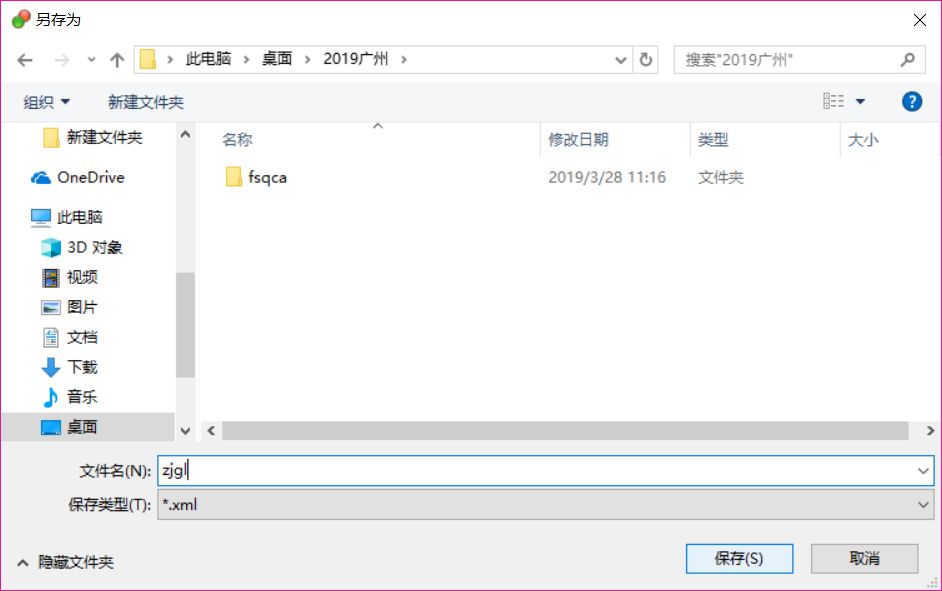 另存为
此电脑 桌面 2019广州
搜索"2019广州"
组织 新建文件夹
新建文件夹
OneDrive
此电脑
3D 对象
视频
图片
文档
下载
音乐
桌面
名称 修改日期 类型 大小
fsqca 2019/3/28 11:16 文件夹
文件名(N): zjgl
保存类型(T): *.xml
隐藏文件夹
保存(S) 取消